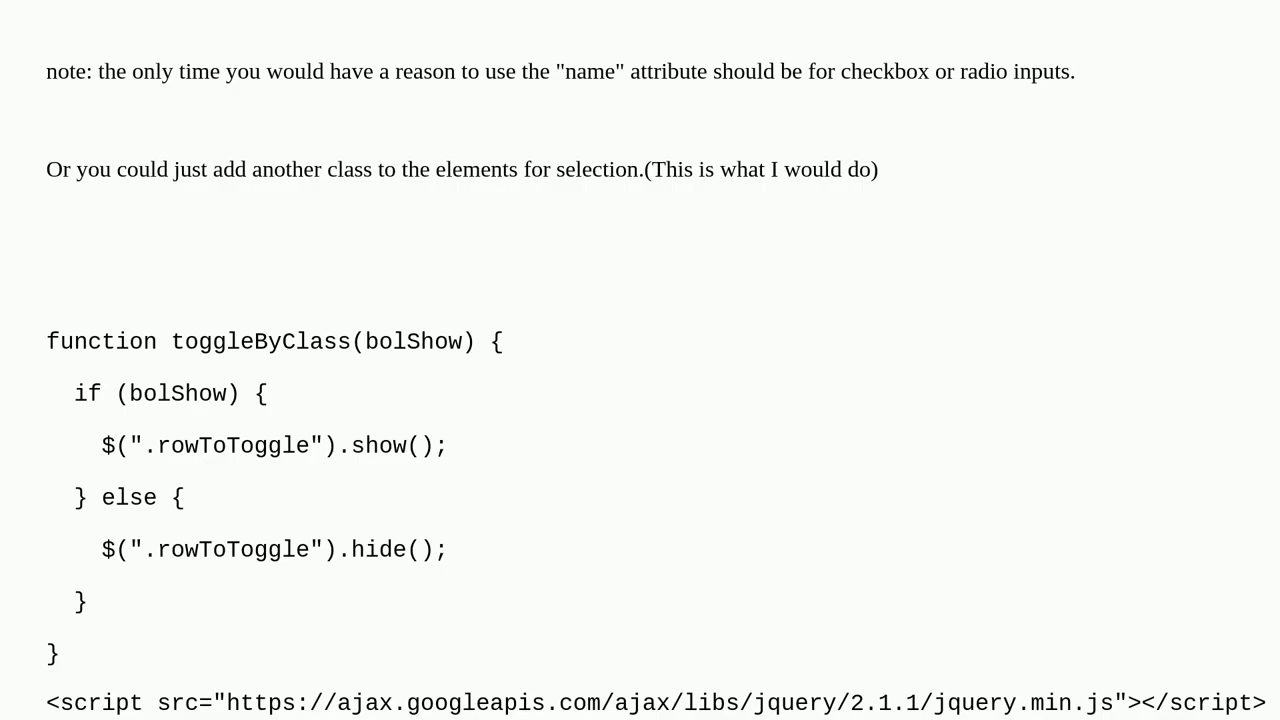 note: the only time you would have a reason to use the "name" attribute should be for checkbox or radio inputs.
Or you could just add another class to the elements for selection.(This is what I would do)
function toggleByClass(bolShow) {
  if (bolShow) {
    $(".rowToToggle").show();
  } else {
    $(".rowToToggle").hide();
  }
}
<script src="https://ajax.googleapis.com/ajax/libs/jquery/2.1.1/jquery.min.js"></script>